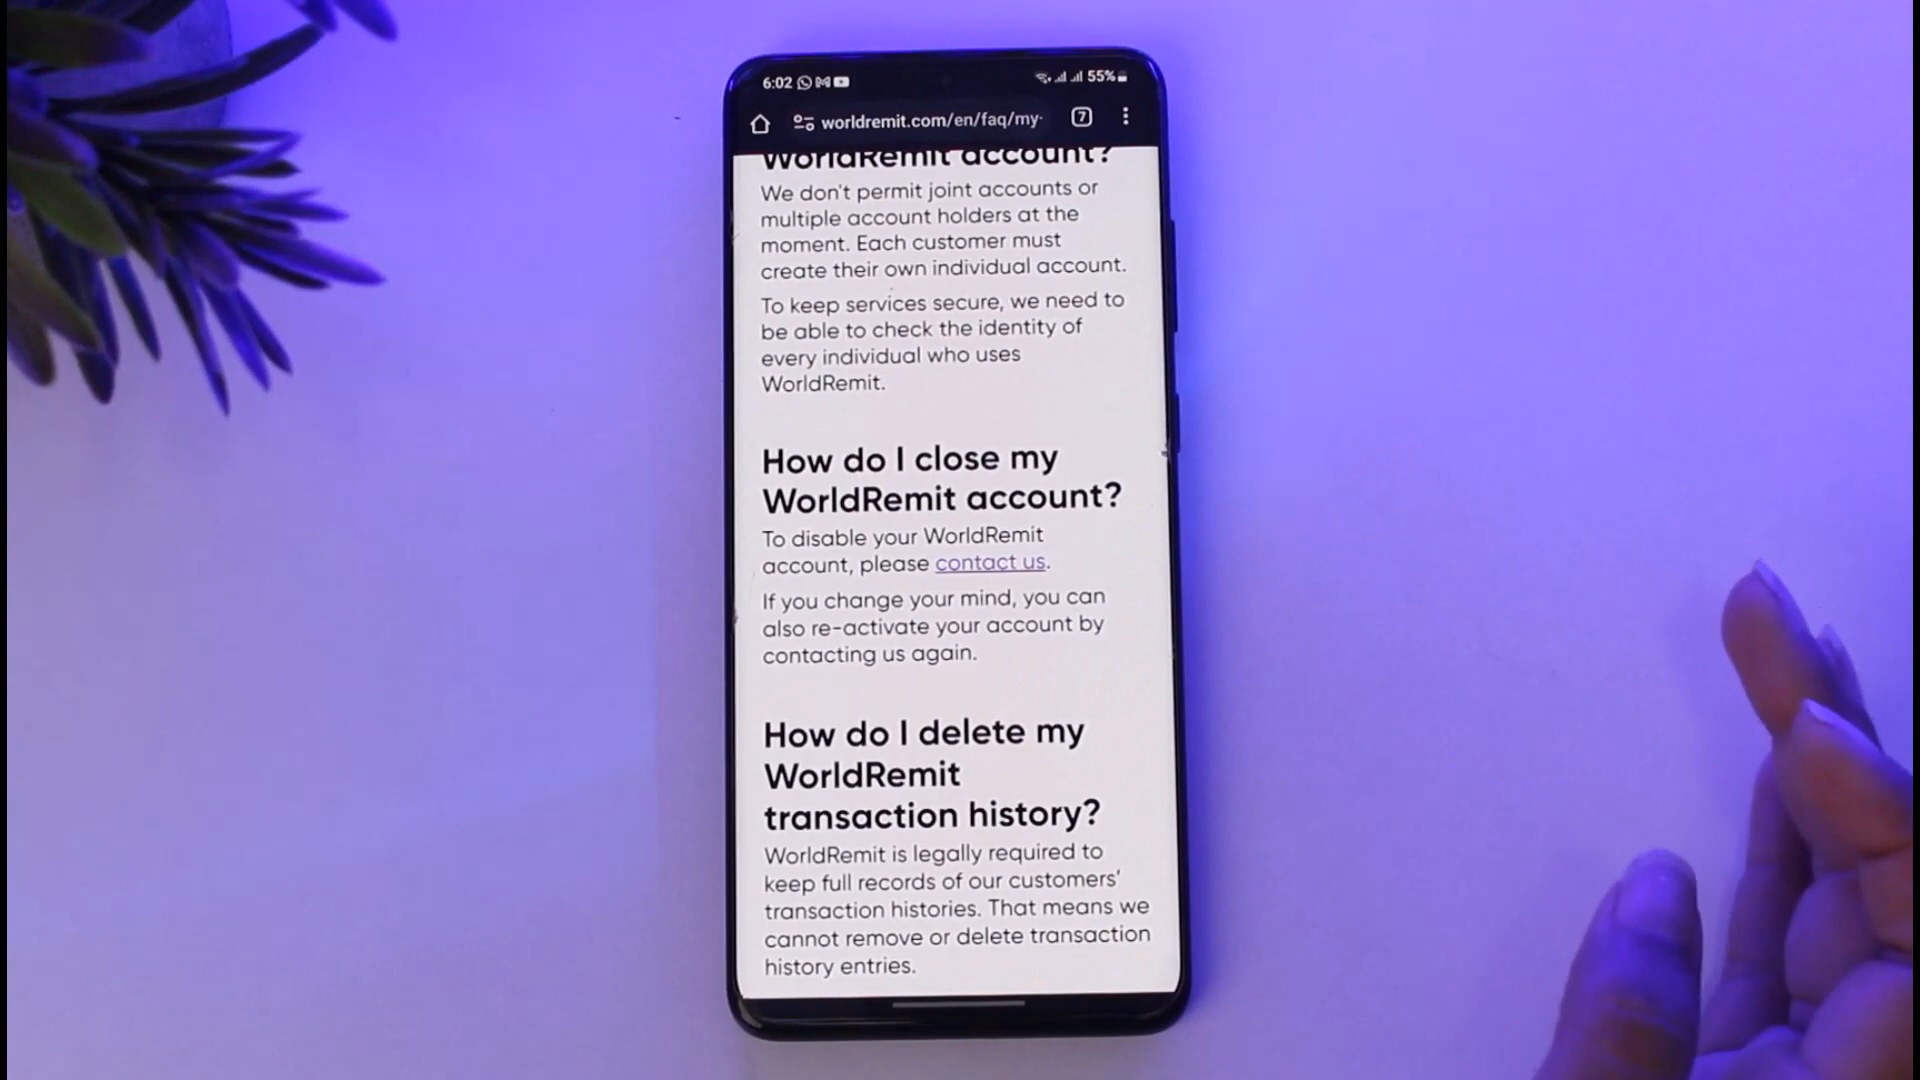 6:02
55%
worldremit.com/en/faq/my-
7
WorldRemit account?
We don't permit joint accounts or
multiple account holders at the
moment. Each customer must
create their own individual account.
To keep services secure, we need to
be able to check the identity of
every individual who uses
WorldRemit.
How do I close my
WorldRemit account?
To disable your WorldRemit
account, please contact us.
If you change your mind, you can
also re-activate your account by
contacting us again.
How do I delete my
WorldRemit
transaction history?
WorldRemit is legally required to
keep full records of our customers'
transaction histories. That means we
cannot remove or delete transaction
history entries.